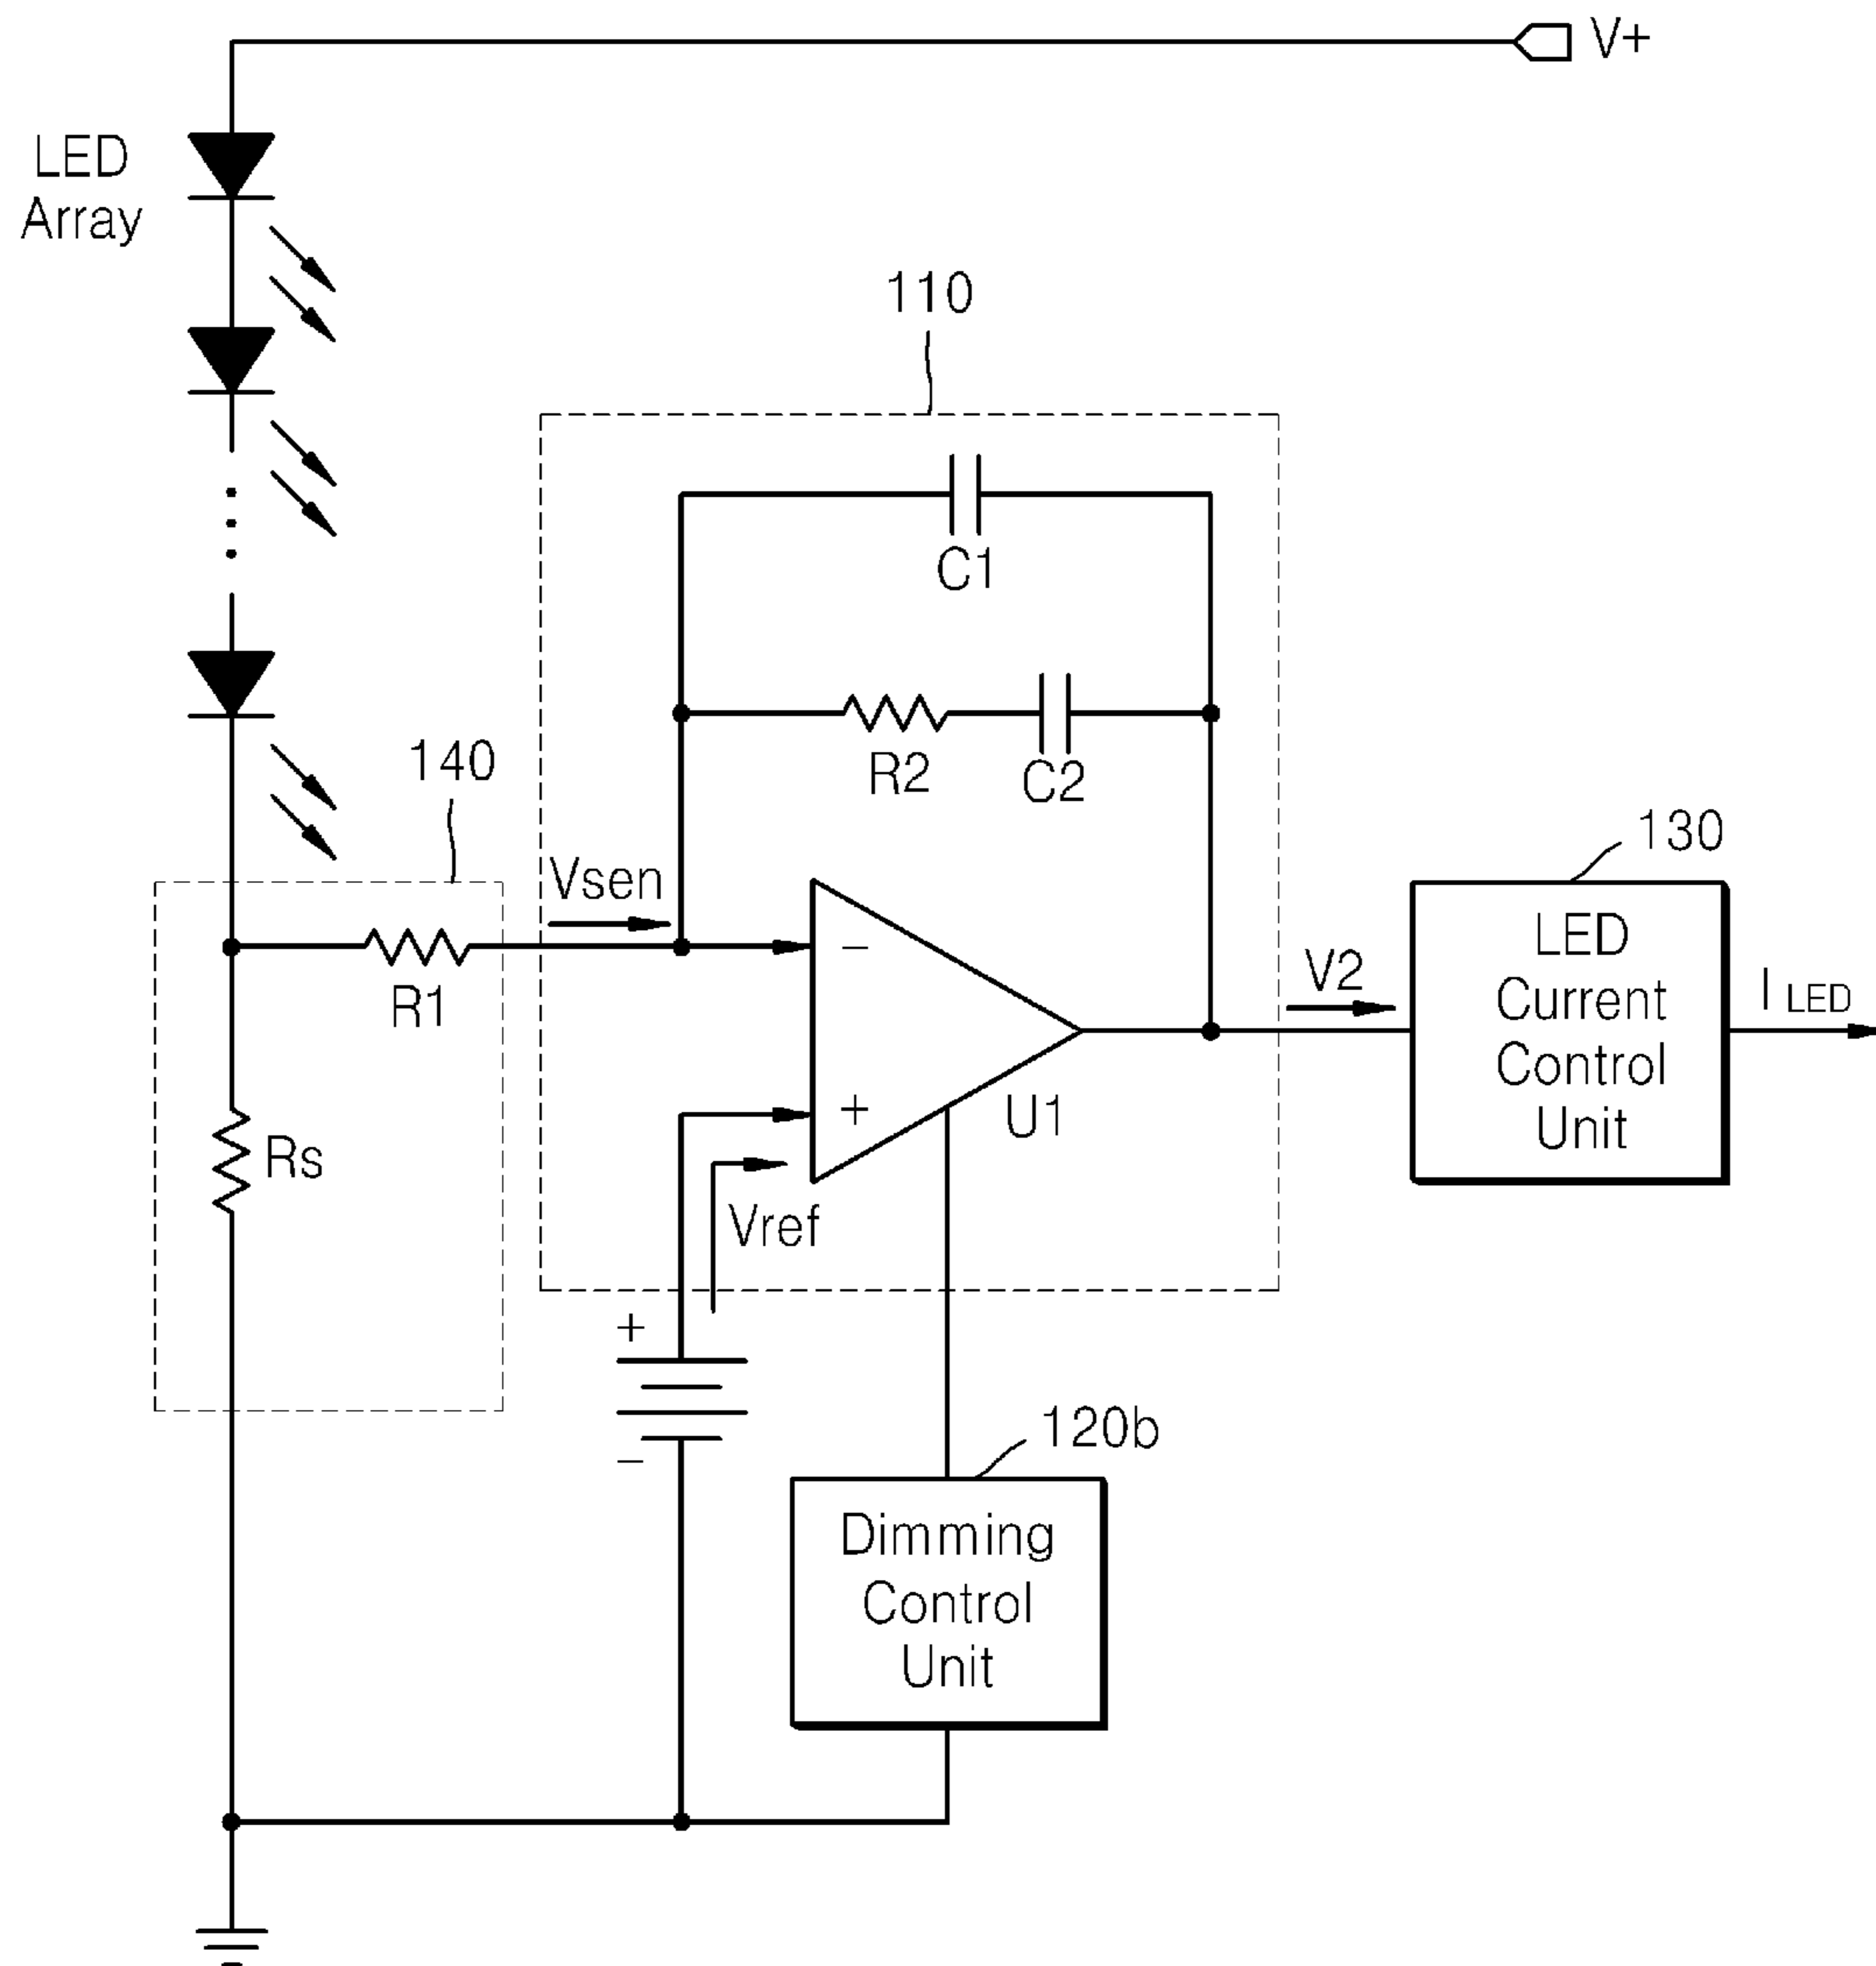 V+
LED
Array
110
C1
R2
C2
140
Vsen
130
R1
−
+
U1
V2
LED
Current
Control
Unit
I LED
Rs
Vref
+
−
120b
Dimming
Control
Unit